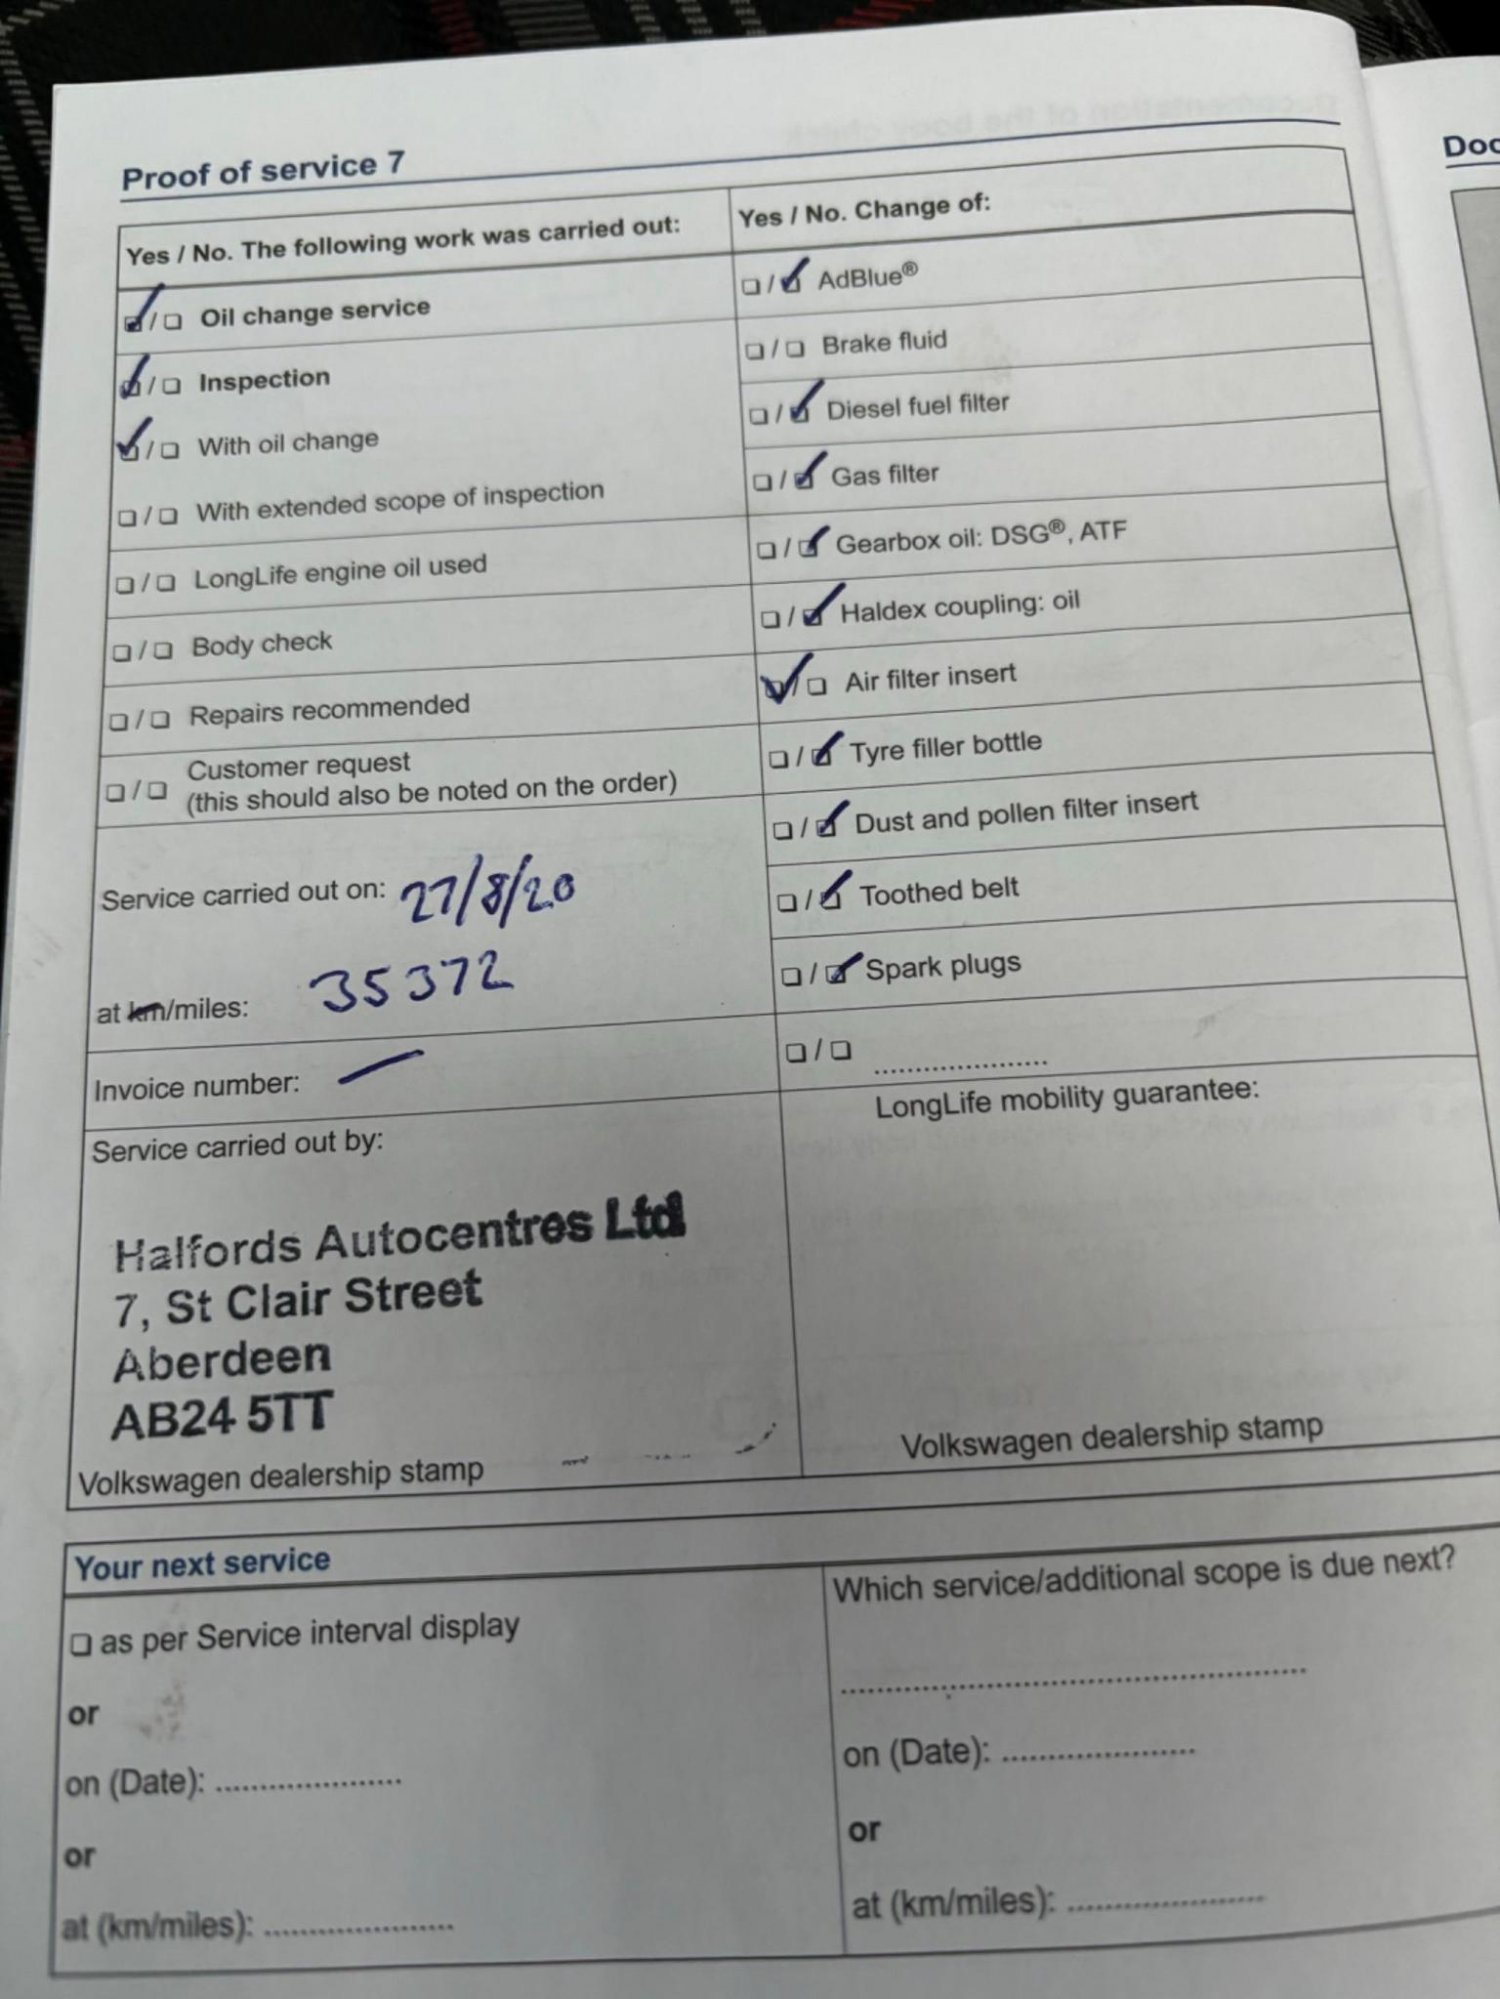 Proof of service 7
Yes / No. The following work was carried out:
☑/☐ Oil change service
☑/☐ Inspection
☑/☐ With oil change
☐/☐ With extended scope of inspection
☐/☐ LongLife engine oil used
☐/☐ Body check
☐/☐ Repairs recommended
☐/☐ Customer request
(this should also be noted on the order)
Service carried out on: 27/8/20
at km/miles: 35372
Invoice number: —
Service carried out by:
Halfords Autocentres Ltd
7, St Clair Street
Aberdeen
AB24 5TT
Volkswagen dealership stamp
Yes / No. Change of:
☐/☑ AdBlue®
☐/☐ Brake fluid
☐/☑ Diesel fuel filter
☐/☑ Gas filter
☐/☑ Gearbox oil: DSG®, ATF
☐/☑ Haldex coupling: oil
☑/☐ Air filter insert
☐/☑ Tyre filler bottle
☐/☑ Dust and pollen filter insert
☐/☑ Toothed belt
☐/☑ Spark plugs
☐/☐ .....................
LongLife mobility guarantee:
Volkswagen dealership stamp
Your next service
☐ as per Service interval display
or
on (Date): .....................
or
at (km/miles): .....................
Which service/additional scope is due next?
..................................................
on (Date): .....................
or
at (km/miles): .....................
Doc